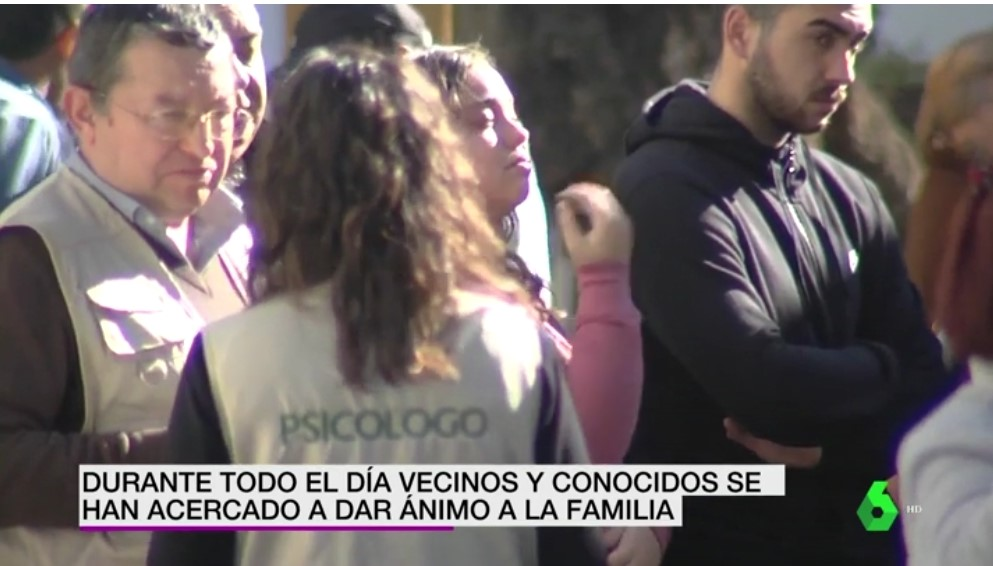 PSICOLOGO
DURANTE TODO EL DÍA VECINOS Y CONOCIDOS SE
HAN ACERCADO A DAR ÁNIMO A LA FAMILIA
6
HD